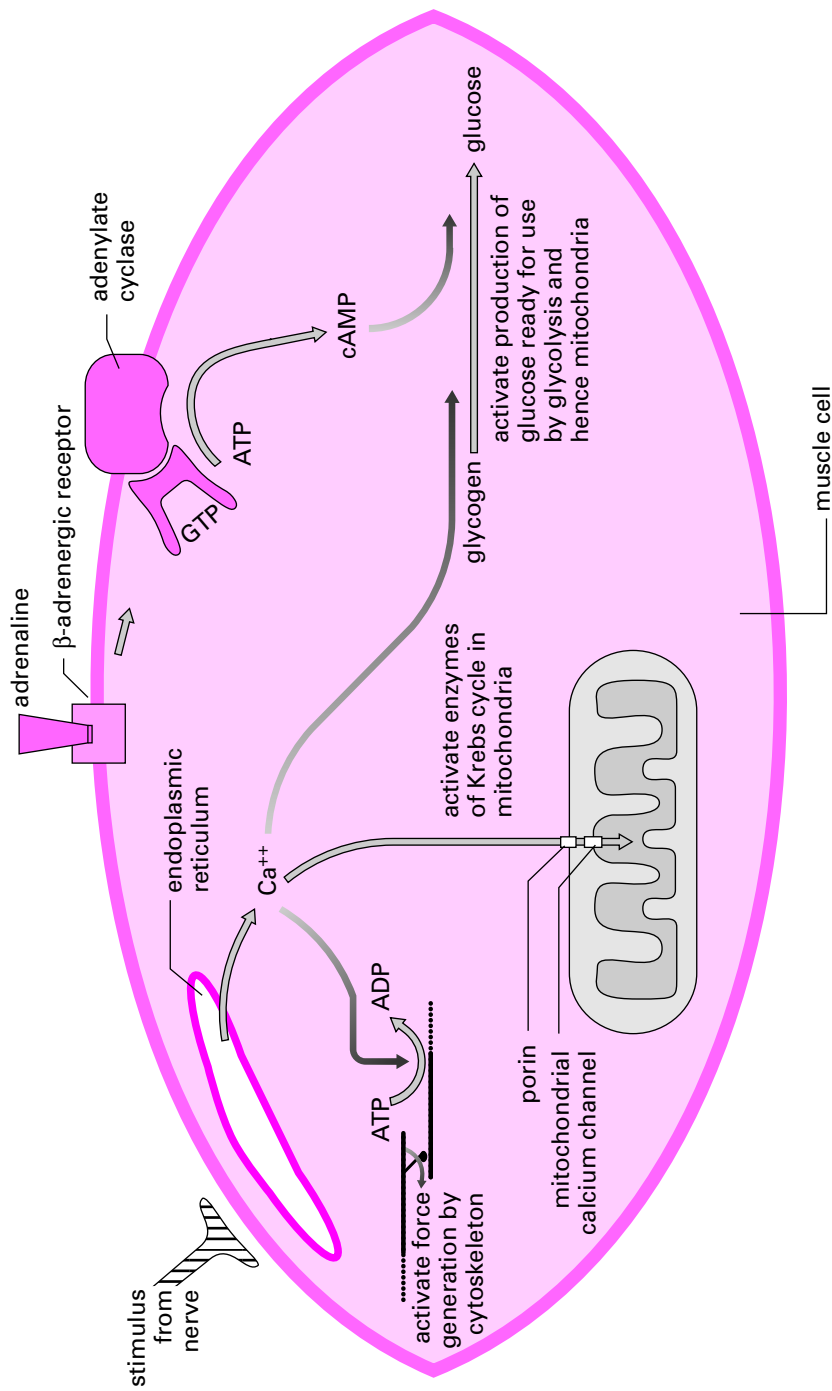 stimulus
from
nerve
adrenaline
β-adrenergic receptor
adenylate
cyclase
endoplasmic
reticulum
GTP
ATP
cAMP
Ca++
ATP
ADP
activate force
generation by
cytoskeleton
activate enzymes
of Krebs cycle in
mitochondria
glycogen
glucose
activate production of
glucose ready for use
by glycolysis and
hence mitochondria
porin
mitochondrial
calcium channel
muscle cell